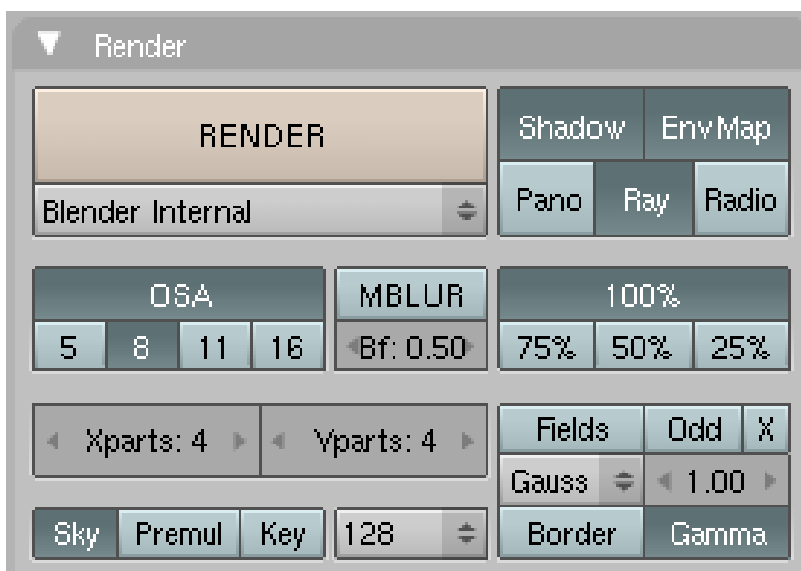 Render
RENDER
Shadow EnvMap
Blender Internal
Pano Ray Radio
OSA MBLUR 100%
5 8 11 16 Bf: 0.50 75% 50% 25%
Xparts: 4 Yparts: 4
Fields Odd X
Gauss 1.00
Sky Premul Key 128 Border Gamma